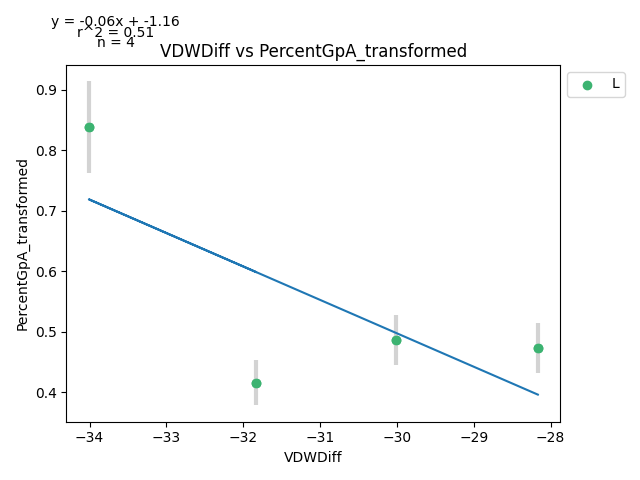 y = -0.06x + -1.16
r^2 = 0.51
n = 4
VDWDiff vs PercentGpA_transformed
L
PercentGpA_transformed
0.9
0.8
0.7
0.6
0.5
0.4
−34 −33 −32 −31 −30 −29 −28
VDWDiff